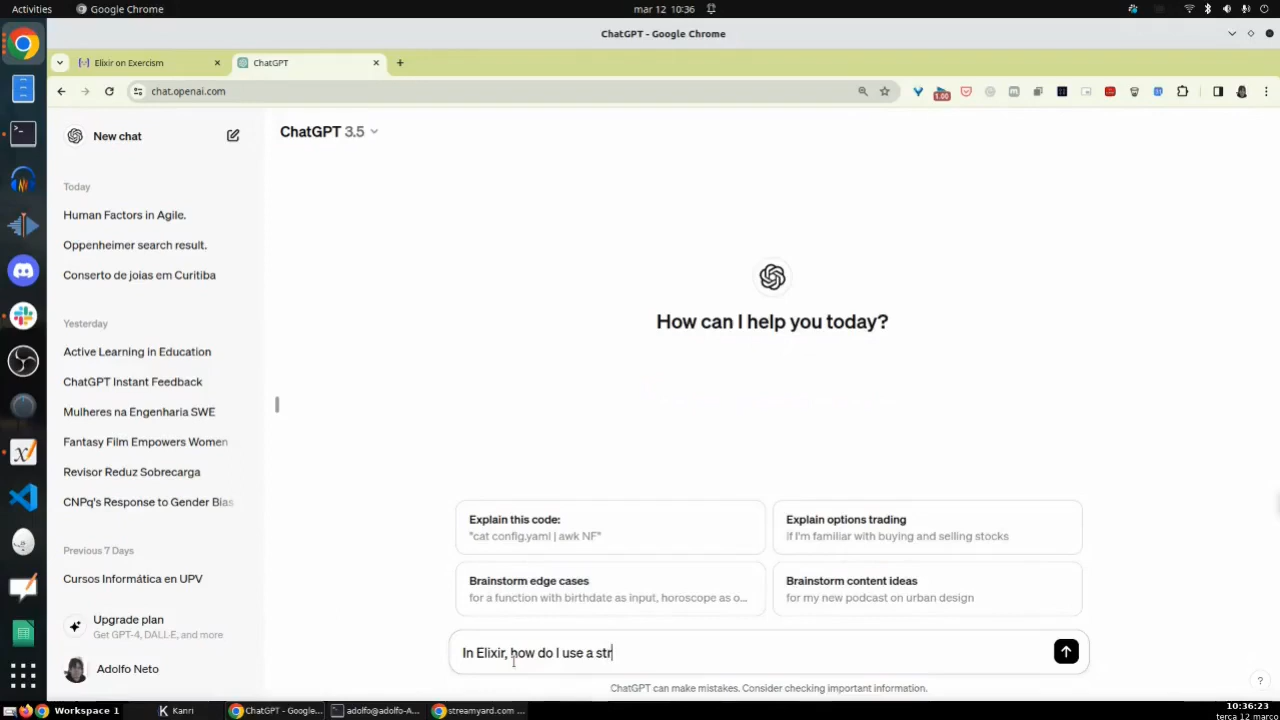 Activities
Google Chrome
mar 12 10:36
ChatGPT - Google Chrome
Elixir on Exercism
ChatGPT
chat.openai.com
1.00
New chat
ChatGPT 3.5
Today
Human Factors in Agile.
Oppenheimer search result.
Conserto de joias em Curitiba
Yesterday
Active Learning in Education
ChatGPT Instant Feedback
Mulheres na Engenharia SWE
Fantasy Film Empowers Women
Revisor Reduz Sobrecarga
CNPq's Response to Gender Bias
Previous 7 Days
Cursos Informática en UPV
Upgrade plan
Get GPT-4, DALL·E, and more
Adolfo Neto
How can I help you today?
Explain this code:
"cat config.yaml | awk NF"
Explain options trading
if I'm familiar with buying and selling stocks
Brainstorm edge cases
for a function with birthdate as input, horoscope as o...
Brainstorm content ideas
for my new podcast on urban design
In Elixir, how do I use a str
ChatGPT can make mistakes. Consider checking important information.
?
Workspace 1
Kanri
ChatGPT - Google...
adolfo@adolfo-A...
streamyard.com ...
10:36:23
terça 12 março